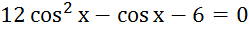 12 cos² x − cos x − 6 = 0